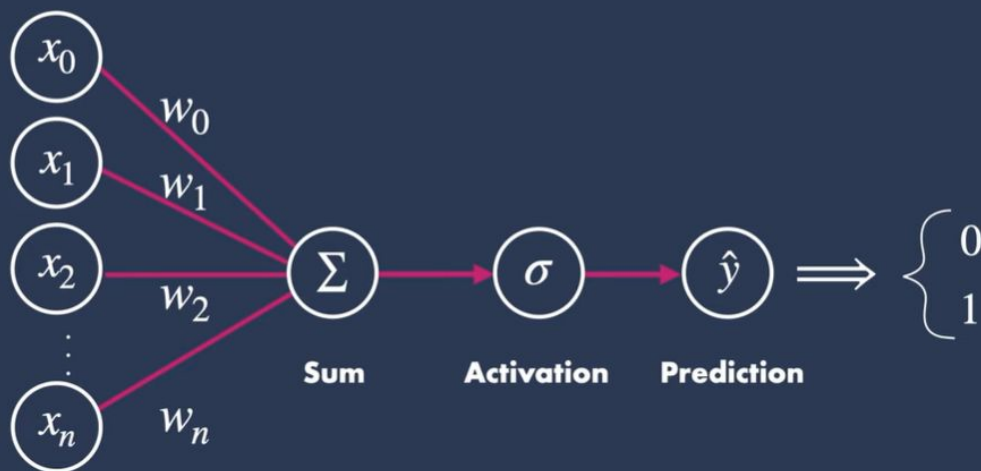 x₀
w₀
x₁
w₁
x₂
w₂
⋮
xₙ
wₙ
Σ
σ
ŷ
⟹
{ 0
1
Sum
Activation
Prediction